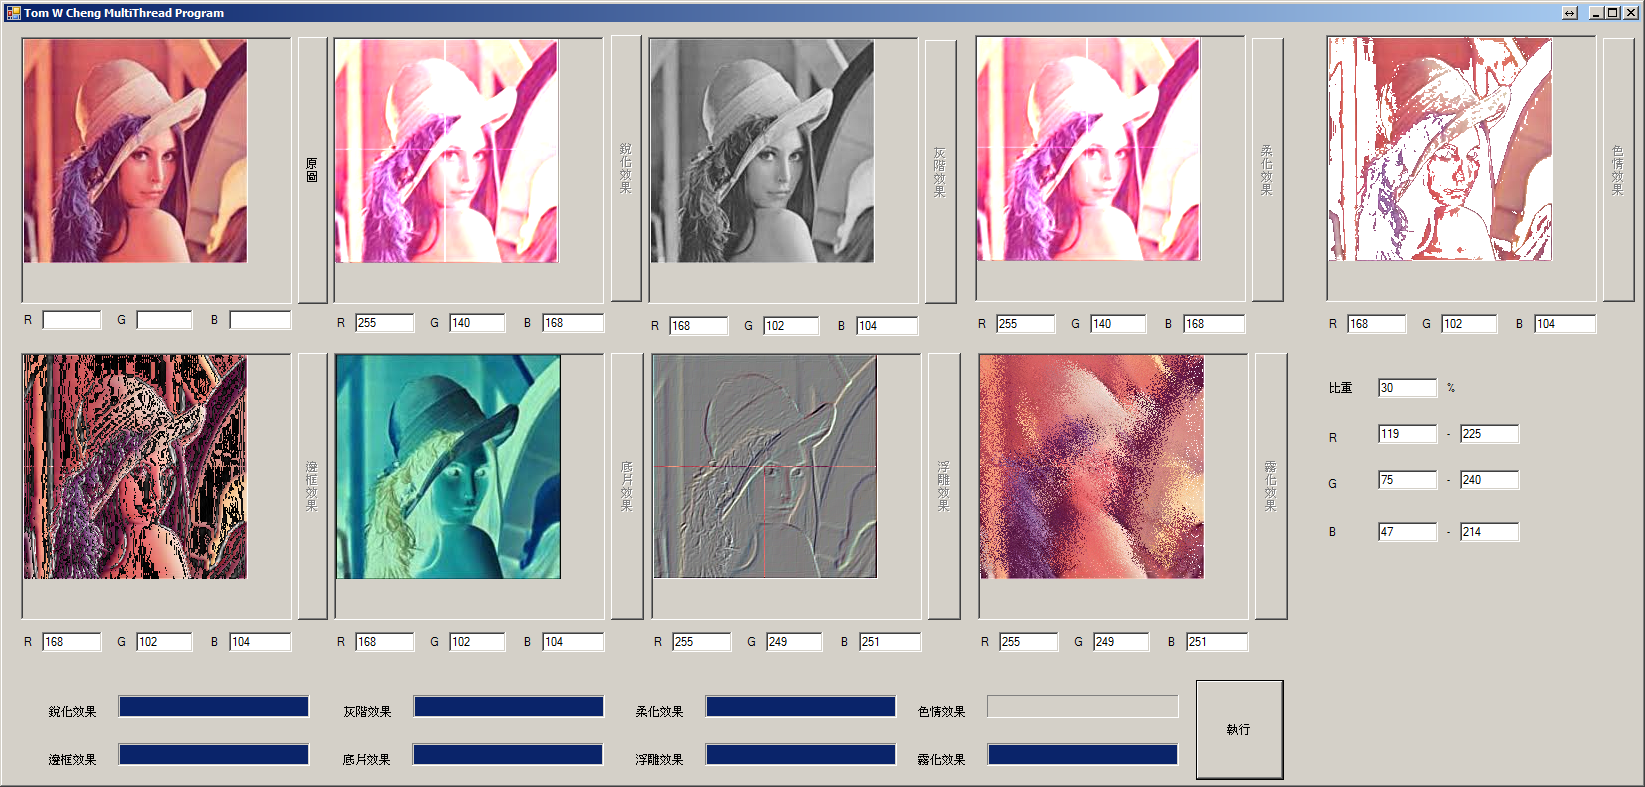 Tom W Cheng MultiThread Program
原圖
銳化效果
灰階效果
柔化效果
色情效果
R G B
R 255 G 140 B 168
R 168 G 102 B 104
R 255 G 140 B 168
R 168 G 102 B 104
邊框效果
底片效果
浮雕效果
霧化效果
比重 30 %
R 119 - 225
G 75 - 240
B 47 - 214
R 168 G 102 B 104
R 168 G 102 B 104
R 255 G 249 B 251
R 255 G 249 B 251
銳化效果 灰階效果 柔化效果 色情效果
執行
邊框效果 底片效果 浮雕效果 霧化效果